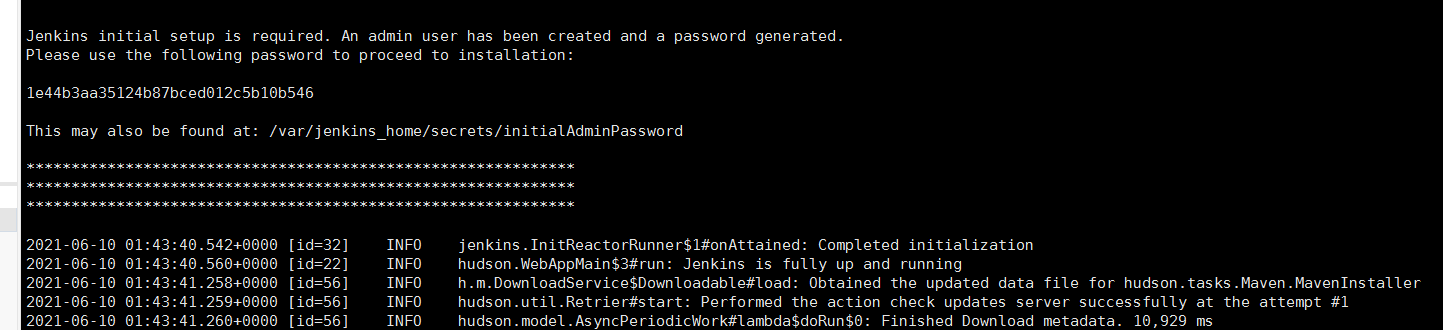 Jenkins initial setup is required. An admin user has been created and a password generated.
Please use the following password to proceed to installation:
1e44b3aa35124b87bced012c5b10b546
This may also be found at: /var/jenkins_home/secrets/initialAdminPassword
*************************************************************
*************************************************************
*************************************************************
2021-06-10 01:43:40.542+0000 [id=32]    INFO    jenkins.InitReactorRunner$1#onAttained: Completed initialization
2021-06-10 01:43:40.560+0000 [id=22]    INFO    hudson.WebAppMain$3#run: Jenkins is fully up and running
2021-06-10 01:43:41.258+0000 [id=56]    INFO    h.m.DownloadService$Downloadable#load: Obtained the updated data file for hudson.tasks.Maven.MavenInstaller
2021-06-10 01:43:41.259+0000 [id=56]    INFO    hudson.util.Retrier#start: Performed the action check updates server successfully at the attempt #1
2021-06-10 01:43:41.260+0000 [id=56]    INFO    hudson.model.AsyncPeriodicWork#lambda$doRun$0: Finished Download metadata. 10,929 ms